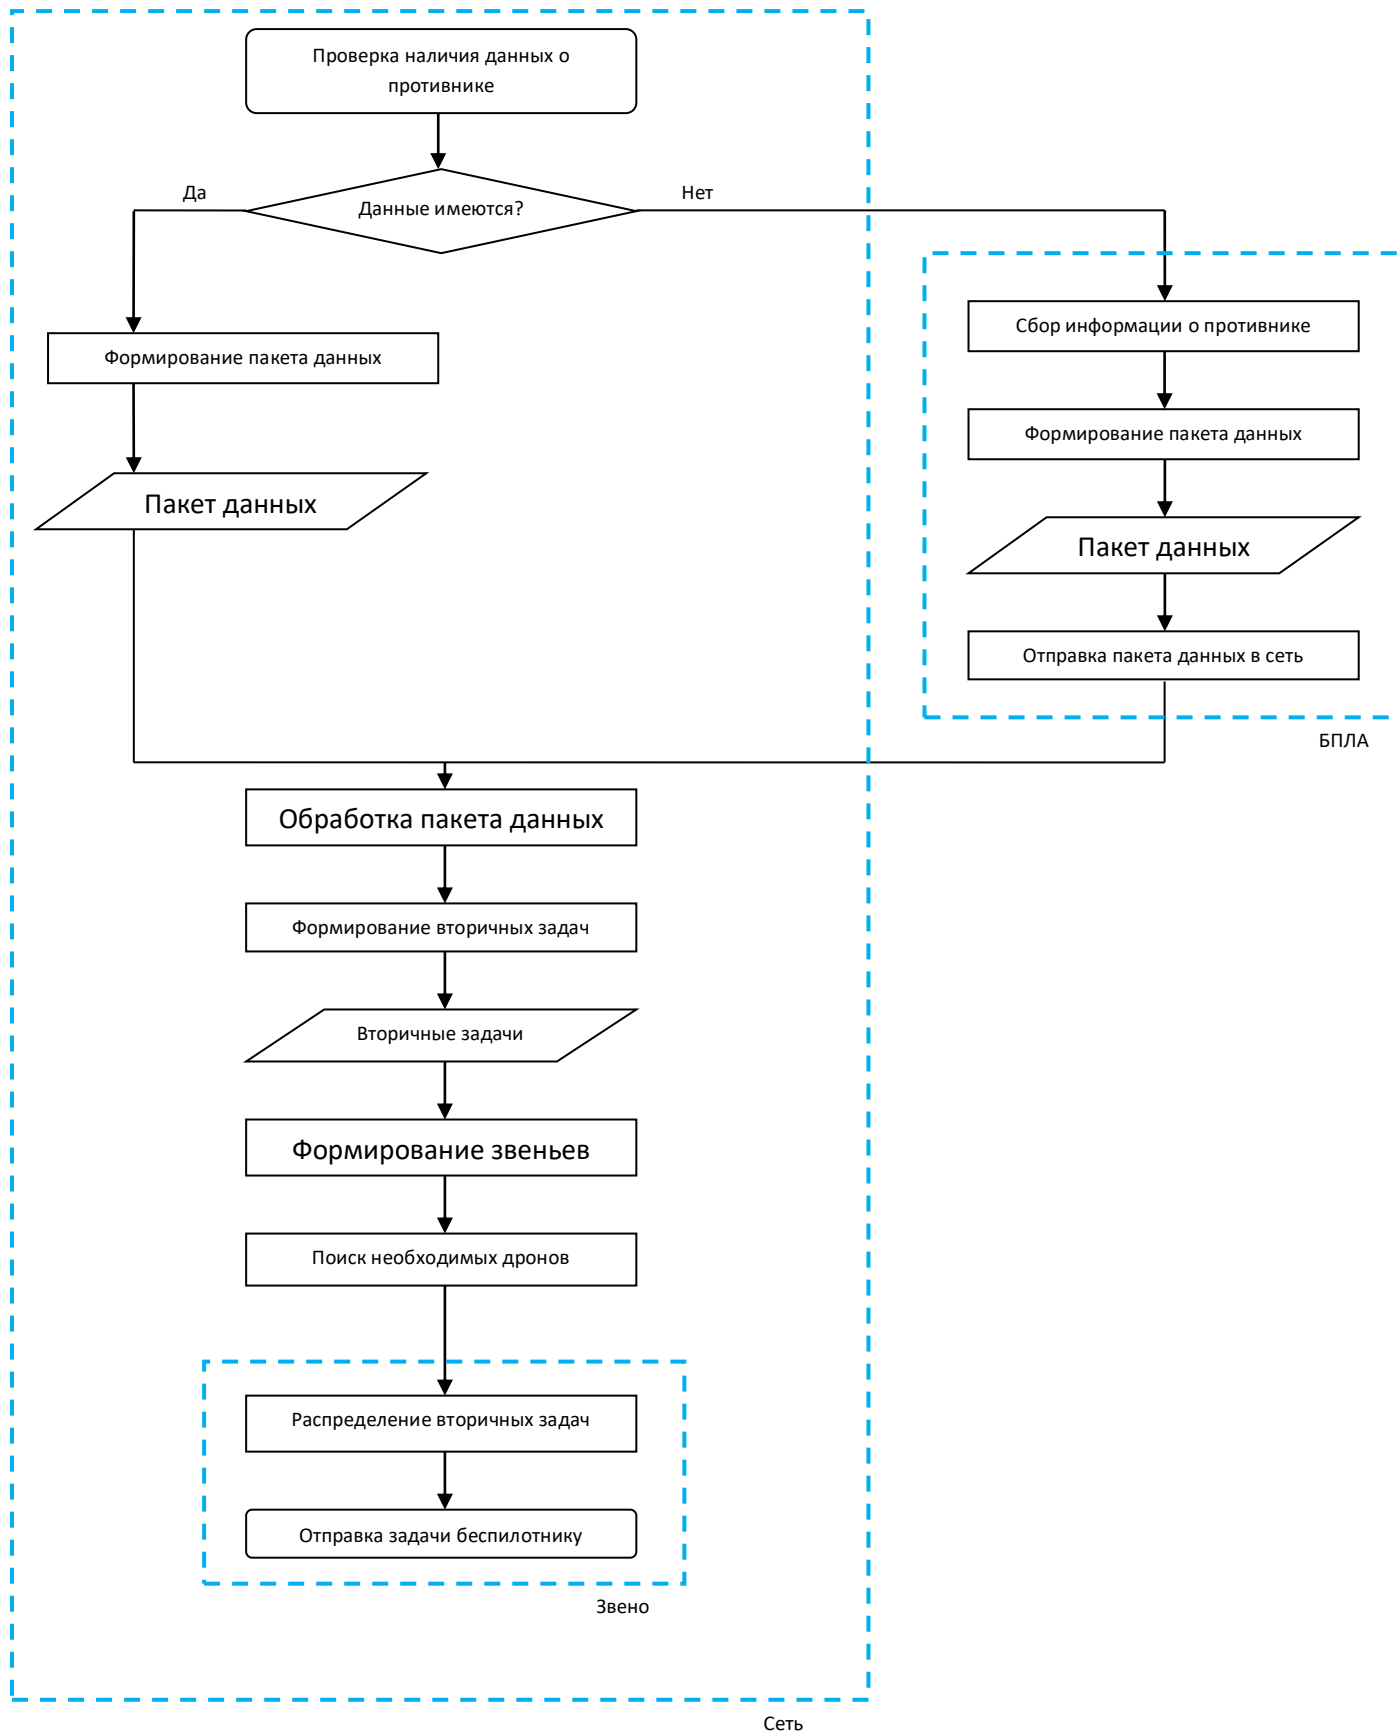 Проверка наличия данных о
противнике
Да
Данные имеются?
Нет
Формирование пакета данных
Пакет данных
Сбор информации о противнике
Формирование пакета данных
Пакет данных
Отправка пакета данных в сеть
БПЛА
Обработка пакета данных
Формирование вторичных задач
Вторичные задачи
Формирование звеньев
Поиск необходимых дронов
Распределение вторичных задач
Отправка задачи беспилотнику
Звено
Сеть